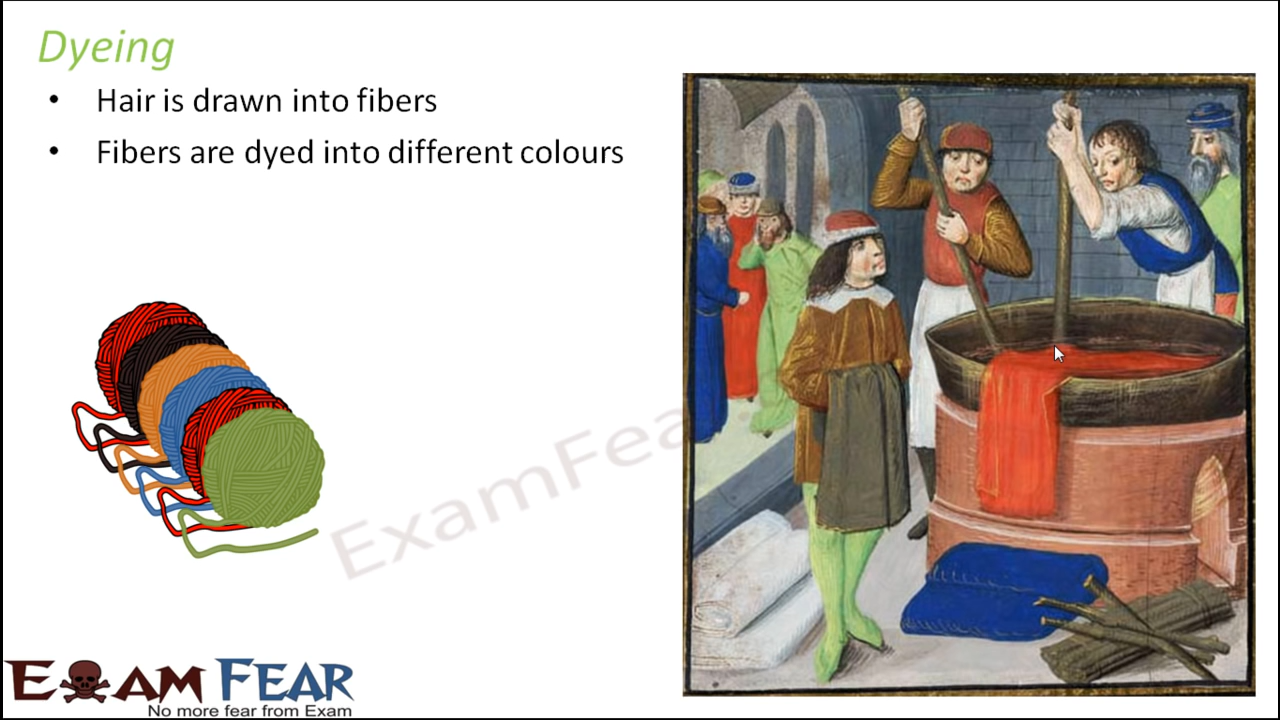 Dyeing
• Hair is drawn into fibers
• Fibers are dyed into different colours
ExamFea
EXAM FEAR
No more fear from Exam